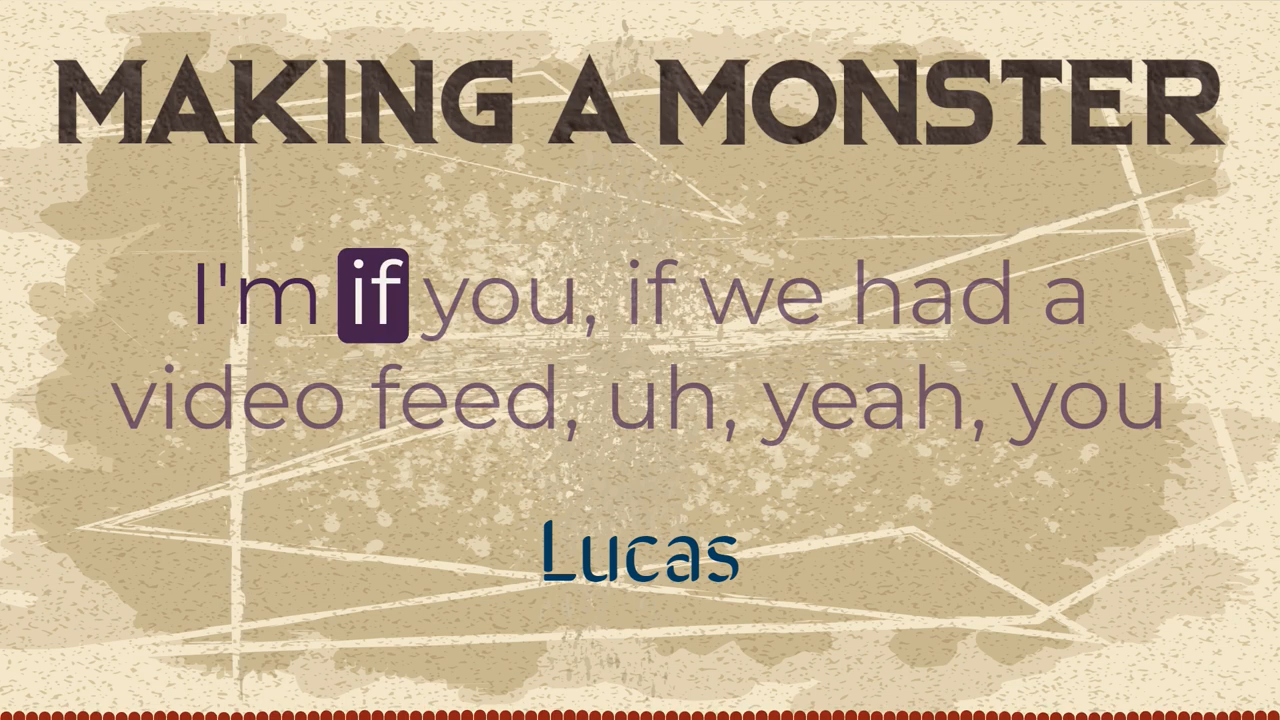 MAKING A MONSTER
I'm if you, if we had a
video feed, uh, yeah, you
Lucas